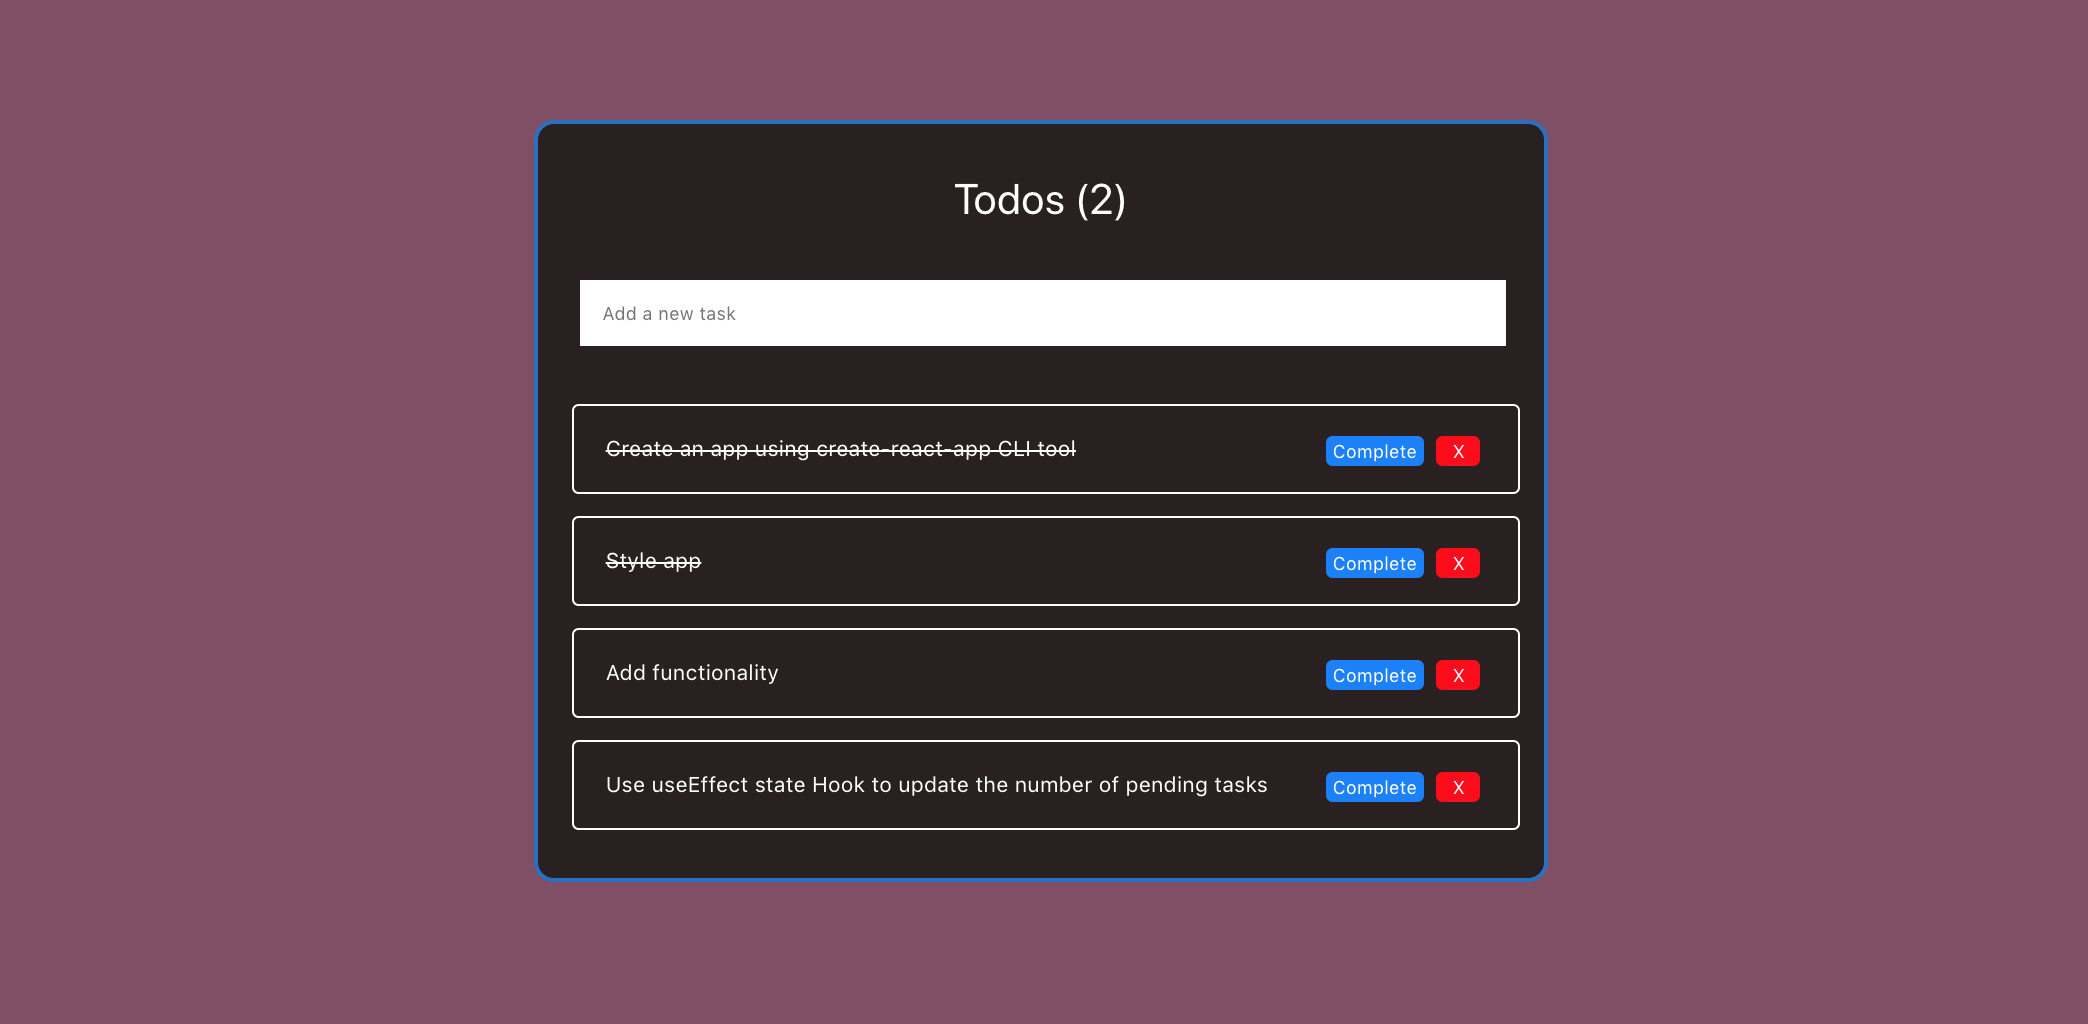 Todos (2)
Add a new task
Create an app using create-react-app CLI tool Complete X
Style app Complete X
Add functionality Complete X
Use useEffect state Hook to update the number of pending tasks Complete X